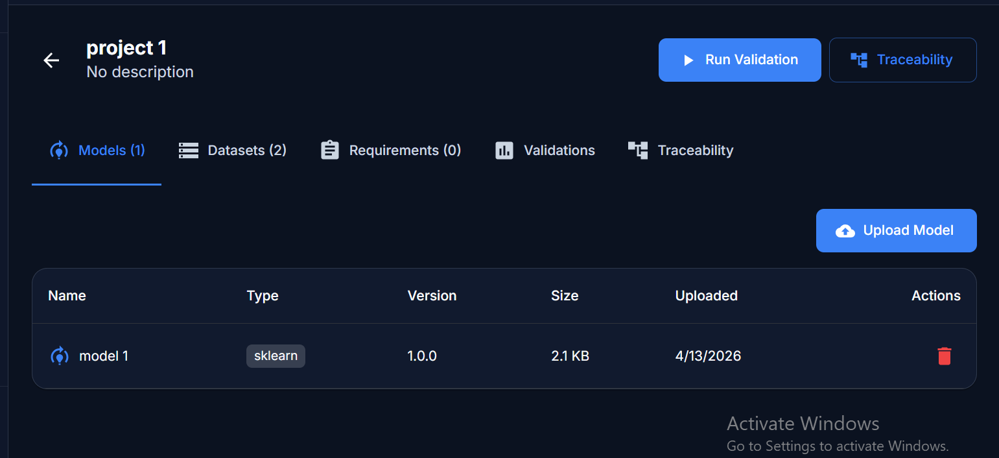 project 1
No description
Run Validation
Traceability
Models (1)
Datasets (2)
Requirements (0)
Validations
Traceability
Upload Model
Name Type Version Size Uploaded Actions
model 1 sklearn 1.0.0 2.1 KB 4/13/2026
Activate Windows
Go to Settings to activate Windows.